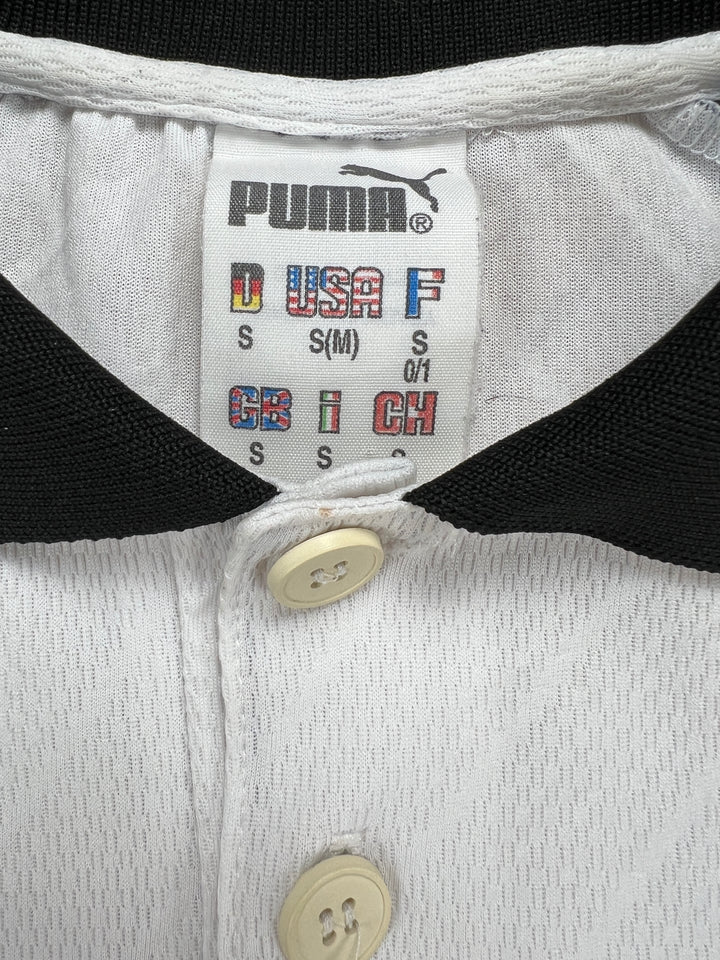 PUMA®
D USA F
S S(M) S
0/1
GB i CH
S S